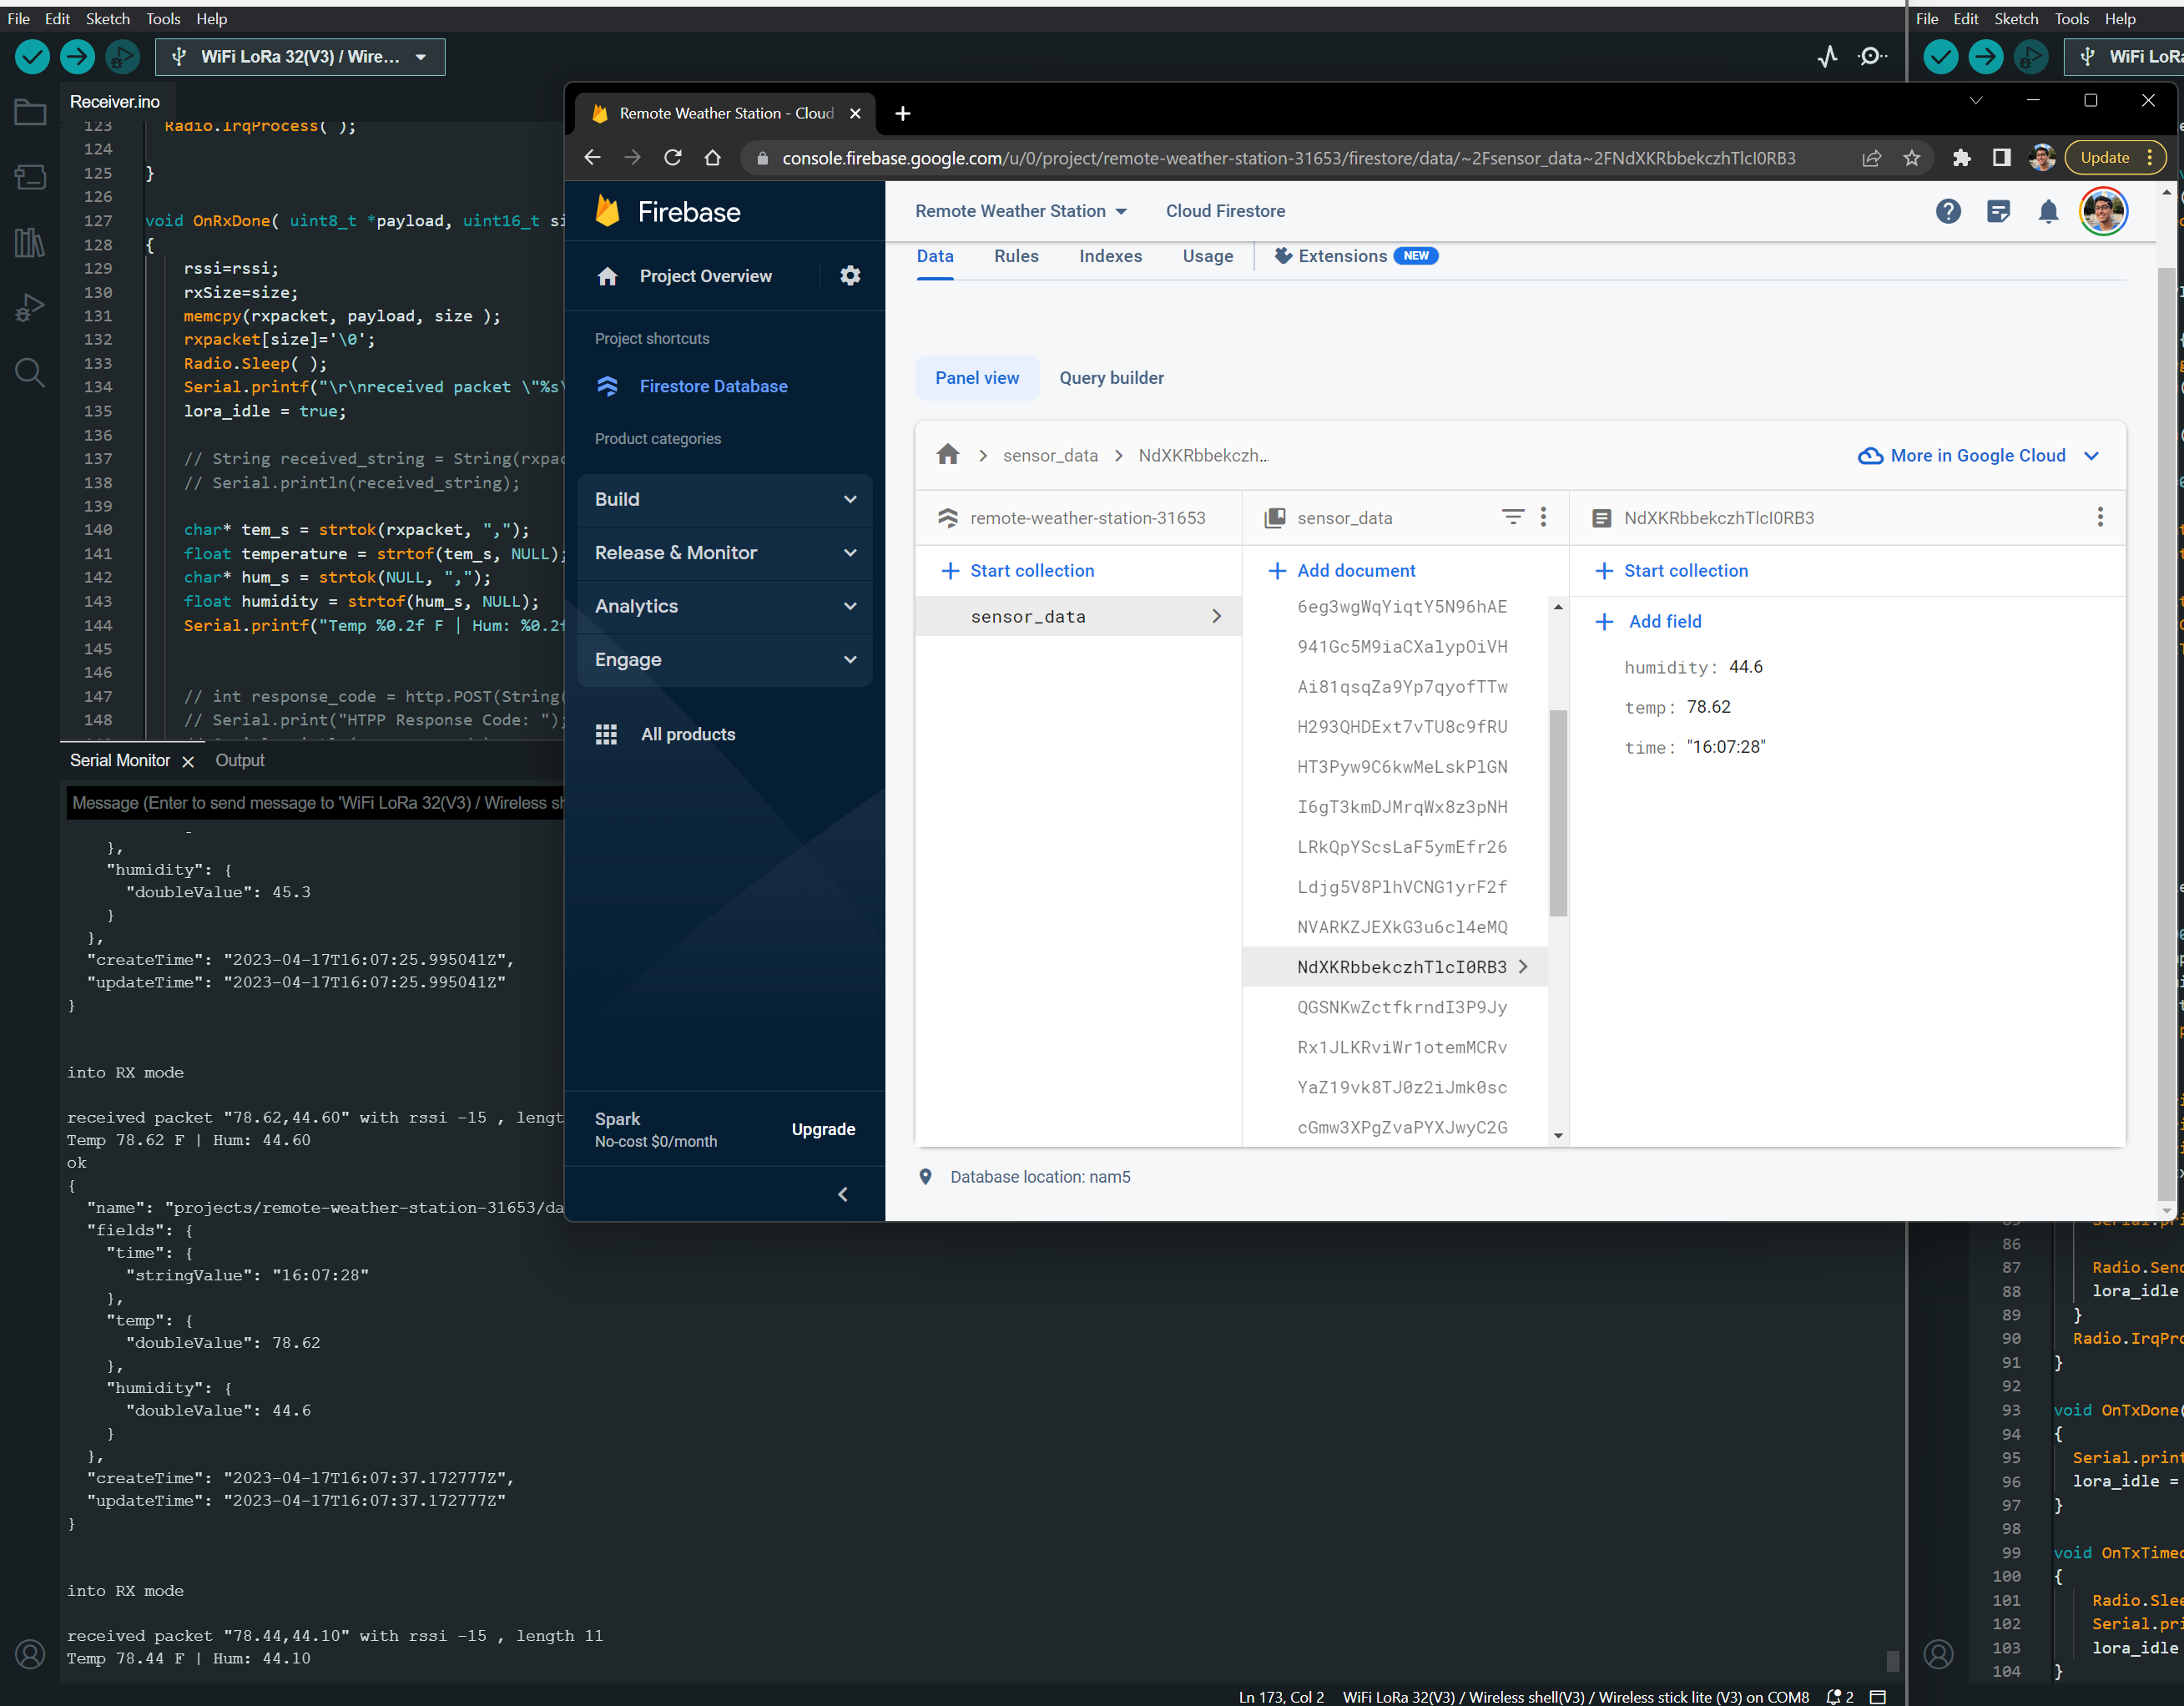 File Edit Sketch Tools Help
WiFi LoRa 32(V3) / Wire...
Receiver.ino
123 Radio.IrqProcess( );
124
125 }
126
127 void OnRxDone( uint8_t *payload, uint16_t si
128 {
129 rssi=rssi;
130 rxSize=size;
131 memcpy(rxpacket, payload, size );
132 rxpacket[size]='\0';
133 Radio.Sleep( );
134 Serial.printf("\r\nreceived packet \"%s\
135 lora_idle = true;
136
137 // String received_string = String(rxpac
138 // Serial.println(received_string);
139
140 char* tem_s = strtok(rxpacket, ",");
141 float temperature = strtof(tem_s, NULL);
142 char* hum_s = strtok(NULL, ",");
143 float humidity = strtof(hum_s, NULL);
144 Serial.printf("Temp %0.2f F | Hum: %0.2f
145
146
147 // int response_code = http.POST(String(
148 // Serial.print("HTPP Response Code: ");
Serial Monitor Output
Message (Enter to send message to 'WiFi LoRa 32(V3) / Wireless sh
},
"humidity": {
"doubleValue": 45.3
}
},
"createTime": "2023-04-17T16:07:25.995041Z",
"updateTime": "2023-04-17T16:07:25.995041Z"
}
into RX mode
received packet "78.62,44.60" with rssi -15 , lengt
Temp 78.62 F | Hum: 44.60
ok
{
"name": "projects/remote-weather-station-31653/da
"fields": {
"time": {
"stringValue": "16:07:28"
},
"temp": {
"doubleValue": 78.62
},
"humidity": {
"doubleValue": 44.6
}
},
"createTime": "2023-04-17T16:07:37.172777Z",
"updateTime": "2023-04-17T16:07:37.172777Z"
}
into RX mode
received packet "78.44,44.10" with rssi -15 , length 11
Temp 78.44 F | Hum: 44.10
Ln 173, Col 2 WiFi LoRa 32(V3) / Wireless shell(V3) / Wireless stick lite (V3) on COM8 2
Remote Weather Station - Cloud
console.firebase.google.com/u/0/project/remote-weather-station-31653/firestore/data/~2Fsensor_data~2FNdXKRbbekczhTlcI0RB3
Update
Firebase
Project Overview
Project shortcuts
Firestore Database
Product categories
Build
Release & Monitor
Analytics
Engage
All products
Spark
No-cost $0/month
Upgrade
Remote Weather Station Cloud Firestore
Data Rules Indexes Usage Extensions NEW
Panel view Query builder
sensor_data NdXKRbbekczh...
More in Google Cloud
remote-weather-station-31653
Start collection
sensor_data
sensor_data
Add document
6eg3wgWqYiqtY5N96hAE
941Gc5M9iaCXalypOiVH
Ai81qsqZa9Yp7qyofTTw
H293QHDExt7vTU8c9fRU
HT3Pyw9C6kwMeLskPlGN
I6gT3kmDJMrqWx8z3pNH
LRkQpYScsLaF5ymEfr26
Ldjg5V8PlhVCNG1yrF2f
NVARKZJEXkG3u6cl4eMQ
NdXKRbbekczhTlcI0RB3
QGSNKwZctfkrndI3P9Jy
Rx1JLKRviWr1otemMCRv
YaZ19vk8TJ0z2iJmk0sc
cGmw3XPgZvaPYXJwyC2G
NdXKRbbekczhTlcI0RB3
Start collection
Add field
humidity: 44.6
temp: 78.62
time: "16:07:28"
Database location: nam5
File Edit Sketch Tools Help
WiFi LoRa
86
87 Radio.Send
88 lora_idle
89 }
90 Radio.IrqPro
91 }
92
93 void OnTxDone(
94 {
95 Serial.print
96 lora_idle =
97 }
98
99 void OnTxTimeo
100 {
101 Radio.Slee
102 Serial.pri
103 lora_idle
104 }